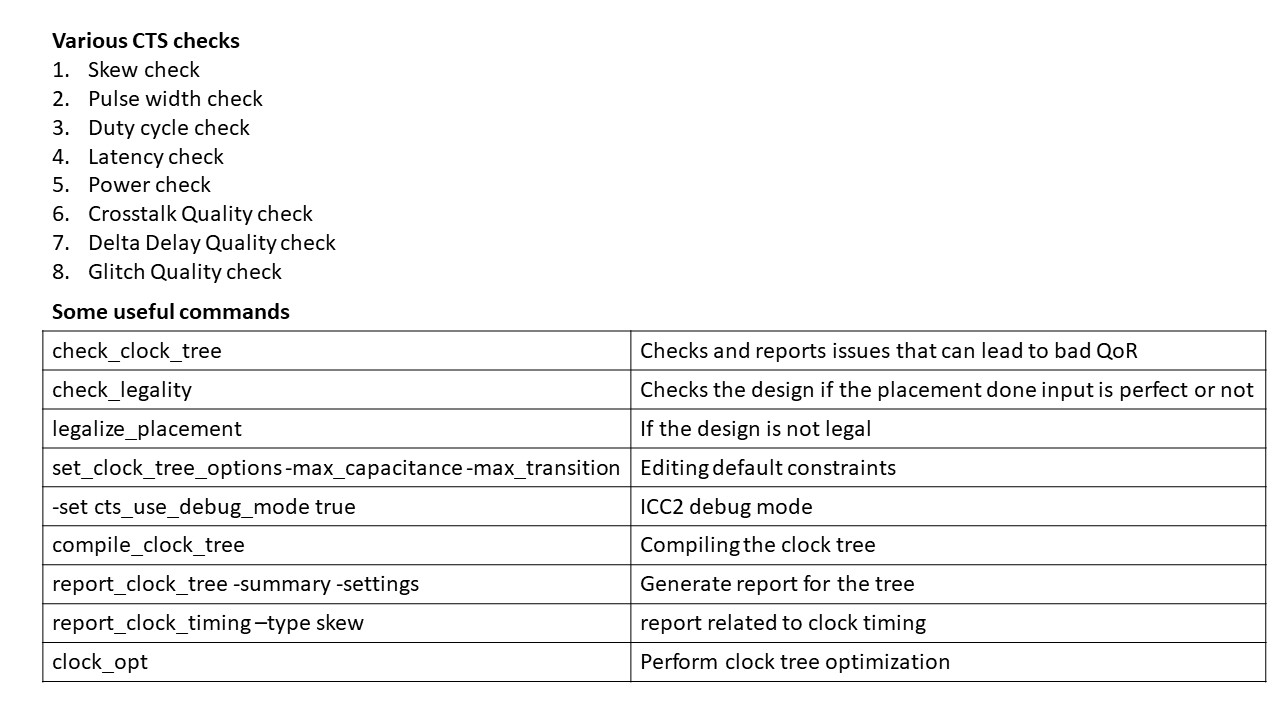 Various CTS checks
1. Skew check
2. Pulse width check
3. Duty cycle check
4. Latency check
5. Power check
6. Crosstalk Quality check
7. Delta Delay Quality check
8. Glitch Quality check
Some useful commands
check_clock_tree Checks and reports issues that can lead to bad QoR
check_legality Checks the design if the placement done input is perfect or not
legalize_placement If the design is not legal
set_clock_tree_options -max_capacitance -max_transition Editing default constraints
-set cts_use_debug_mode true ICC2 debug mode
compile_clock_tree Compiling the clock tree
report_clock_tree -summary -settings Generate report for the tree
report_clock_timing –type skew report related to clock timing
clock_opt Perform clock tree optimization